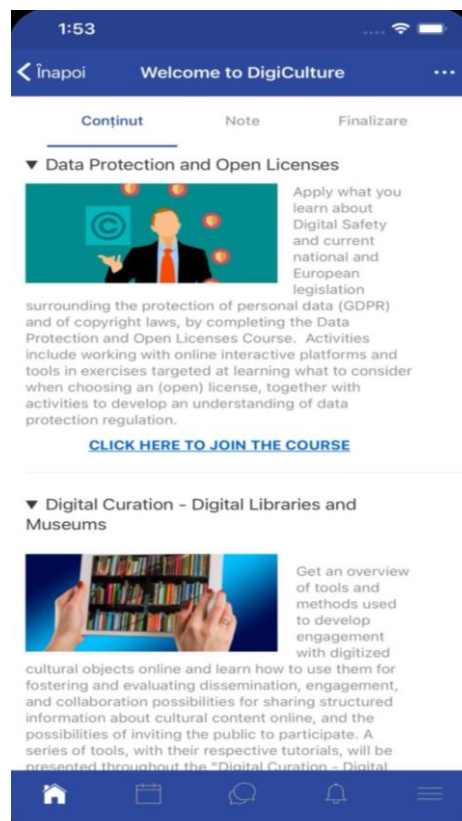 1:53
Înapoi
Welcome to DigiCulture
Conținut
Note
Finalizare
Data Protection and Open Licenses
Apply what you
learn about
Digital Safety
and current
national and
European
legislation
surrounding the protection of personal data (GDPR)
and of copyright laws, by completing the Data
Protection and Open Licenses Course. Activities
include working with online interactive platforms and
tools in exercises targeted at learning what to consider
when choosing an (open) license, together with
activities to develop an understanding of data
protection regulation.
CLICK HERE TO JOIN THE COURSE
Digital Curation - Digital Libraries and
Museums
Get an overview
of tools and
methods used
to develop
engagement
with digitized
cultural objects online and learn how to use them for
fostering and evaluating dissemination, engagement,
and collaboration possibilities for sharing structured
information about cultural content online, and the
possibilities of inviting the public to participate. A
series of tools, with their respective tutorials, will be
presented throughout the "Digital Curation - Digital